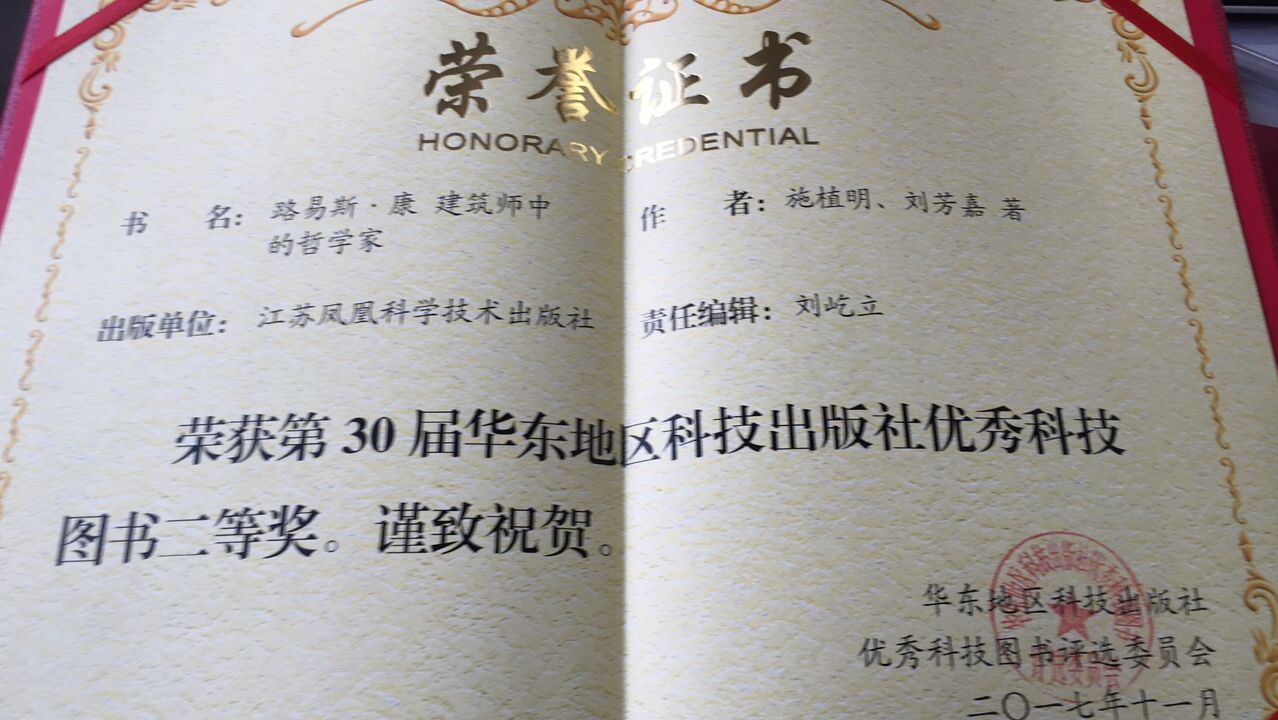 荣誉证书
HONORARY CREDENTIAL
书 名：路易斯·康 建筑师中
的哲学家
作 者：施植明、刘芳嘉 著
出版单位：江苏凤凰科学技术出版社
责任编辑：刘屹立
荣获第30届华东地区科技出版社优秀科技
图书二等奖。谨致祝贺。
华东地区科技出版社
优秀科技图书评选委员会
二〇一七年十一月